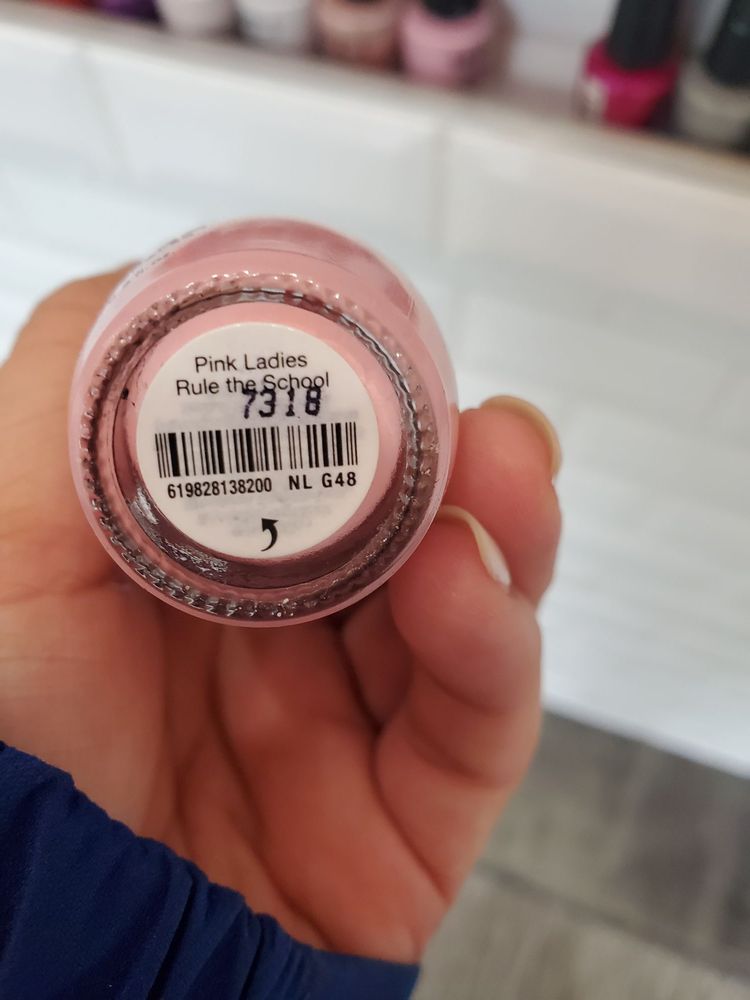 Pink Ladies
Rule the School
7318
619828138200 NL G48